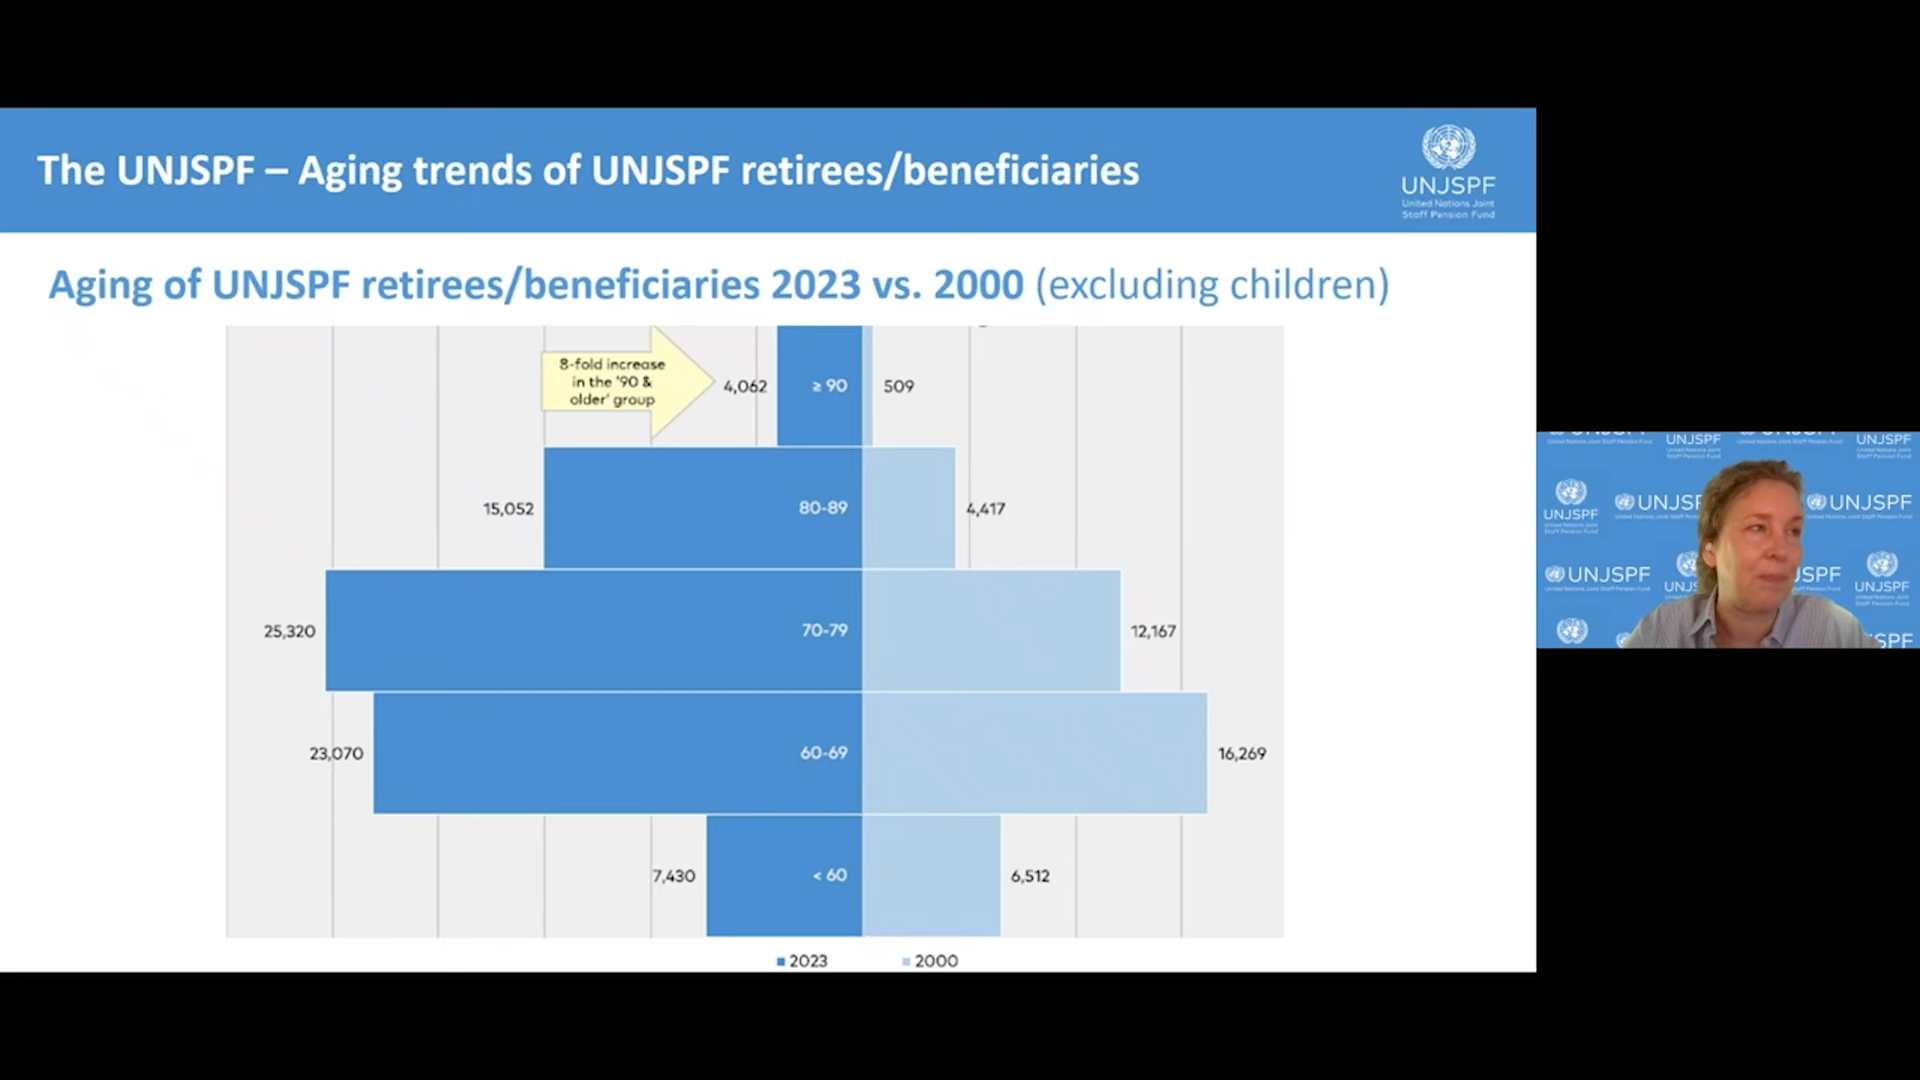 The UNJSPF – Aging trends of UNJSPF retirees/beneficiaries
UNJSPF
United Nations Joint
Staff Pension Fund
Aging of UNJSPF retirees/beneficiaries 2023 vs. 2000 (excluding children)
8-fold increase
in the '90 &
older' group
4,062
≥ 90
509
15,052
80-89
4,417
25,320
70-79
12,167
23,070
60-69
16,269
7,430
< 60
6,512
2023
2000
UNJSPF
UNJSPF
UNJSPF
UNJSPF
UNJSPF
UNJSPF
UNJSPF